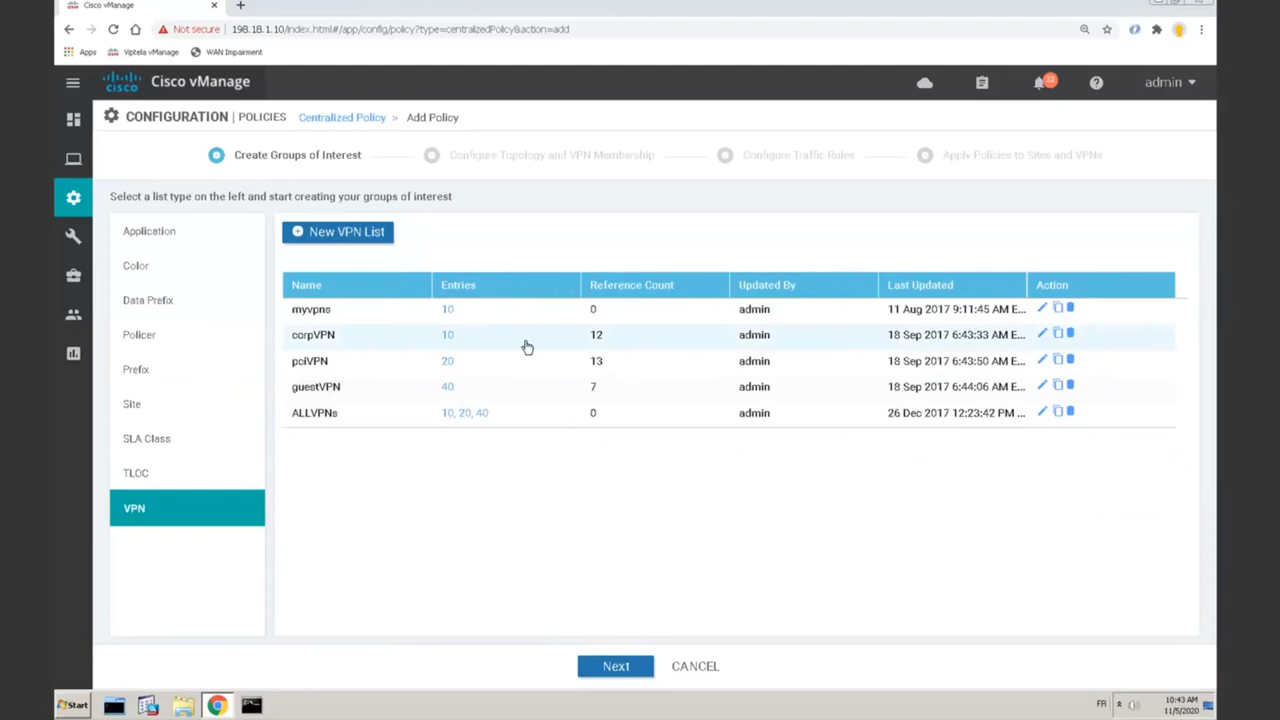 Cisco vManage
Not secure
198.18.1.10/index.html#/app/config/policy?type=centralizedPolicy&action=add
Apps
Viptela vManage
WAN Impairment
cisco
Cisco vManage
admin
CONFIGURATION | POLICIES
Centralized Policy > Add Policy
Create Groups of Interest
Configure Topology and VPN Membership
Configure Traffic Rules
Apply Policies to Sites and VPNs
Select a list type on the left and start creating your groups of interest
Application
Color
Data Prefix
Policer
Prefix
Site
SLA Class
TLOC
VPN
New VPN List
Name Entries Reference Count Updated By Last Updated Action
myvpns 10 0 admin 11 Aug 2017 9:11:45 AM E...
corpVPN 10 12 admin 18 Sep 2017 6:43:33 AM E...
pciVPN 20 13 admin 18 Sep 2017 6:43:50 AM E...
guestVPN 40 7 admin 18 Sep 2017 6:44:06 AM E...
ALLVPNs 10, 20, 40 0 admin 26 Dec 2017 12:23:42 PM ...
Next
CANCEL
Start
FR
10:43 AM
11/5/2020